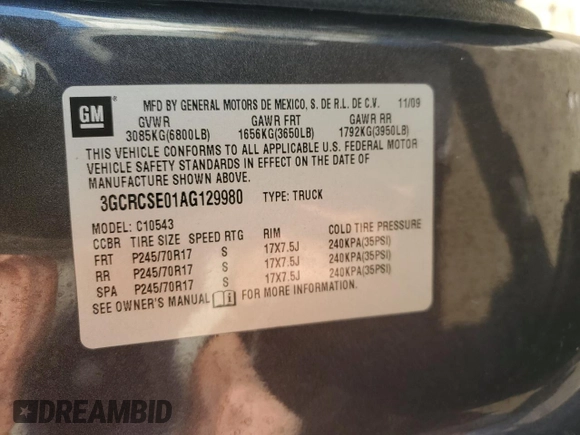 GM
MFD BY GENERAL MOTORS DE MEXICO, S. DE R.L. DE C.V. 11/09
GVWR GAWR FRT GAWR RR
3085KG(6800LB) 1656KG(3650LB) 1792KG(3950LB)
THIS VEHICLE CONFORMS TO ALL APPLICABLE U.S. FEDERAL MOTOR
VEHICLE SAFETY STANDARDS IN EFFECT ON THE DATE OF
MANUFACTURE SHOWN ABOVE.
3GCRCSE01AG129980 TYPE: TRUCK
MODEL: C10543
CCBR TIRE SIZE SPEED RTG RIM COLD TIRE PRESSURE
FRT P245/70R17 S 17X7.5J 240KPA(35PSI)
RR P245/70R17 S 17X7.5J 240KPA(35PSI)
SPA P245/70R17 S 17X7.5J 240KPA(35PSI)
SEE OWNER'S MANUAL i FOR MORE INFORMATION.
DREAMBID